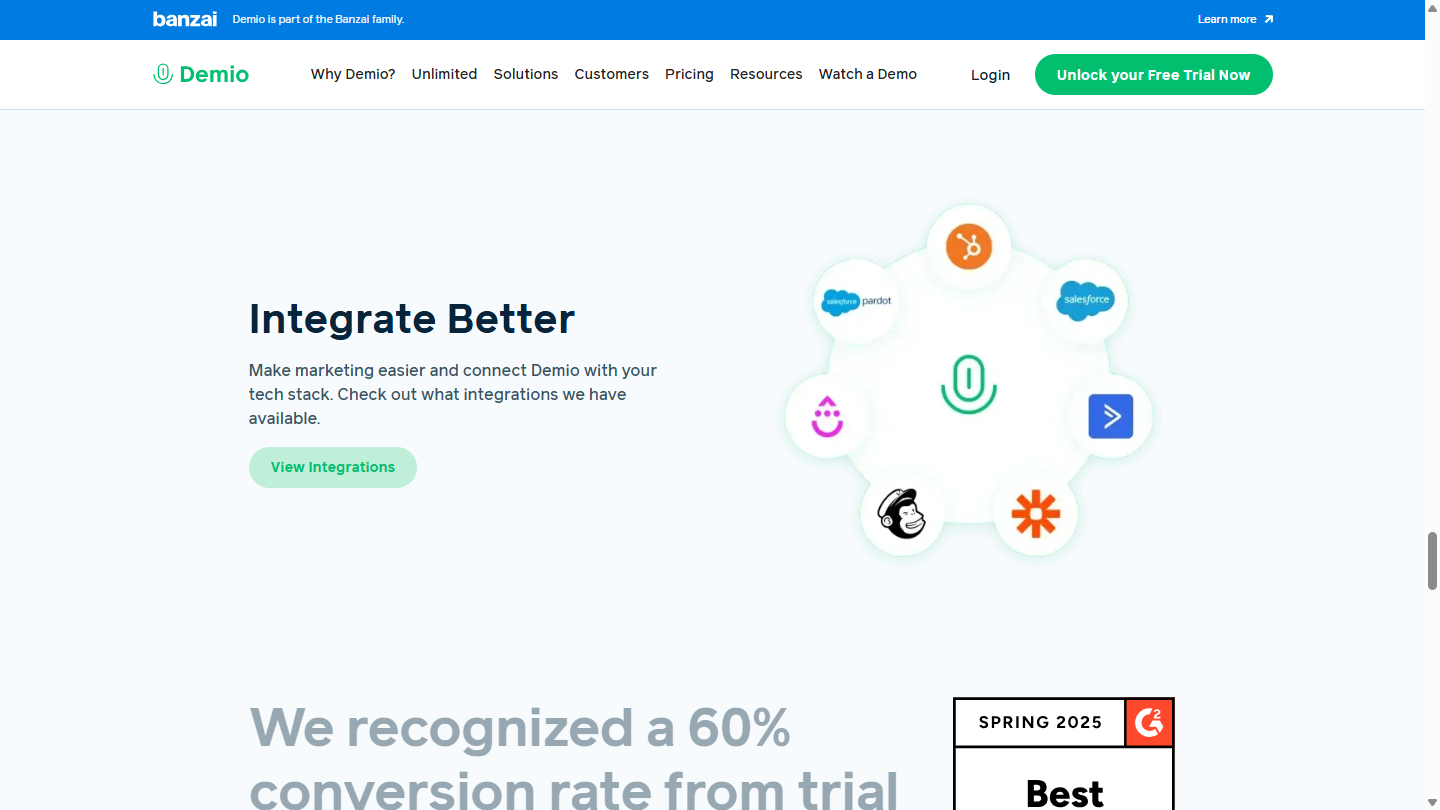 banzai
Demio is part of the Banzai family.
Learn more
Demio
Why Demio?
Unlimited
Solutions
Customers
Pricing
Resources
Watch a Demo
Login
Unlock your Free Trial Now
Integrate Better
Make marketing easier and connect Demio with your
tech stack. Check out what integrations we have
available.
View Integrations
salesforce pardot
salesforce
We recognized a 60%
conversion rate from trial
SPRING 2025
G2
Best